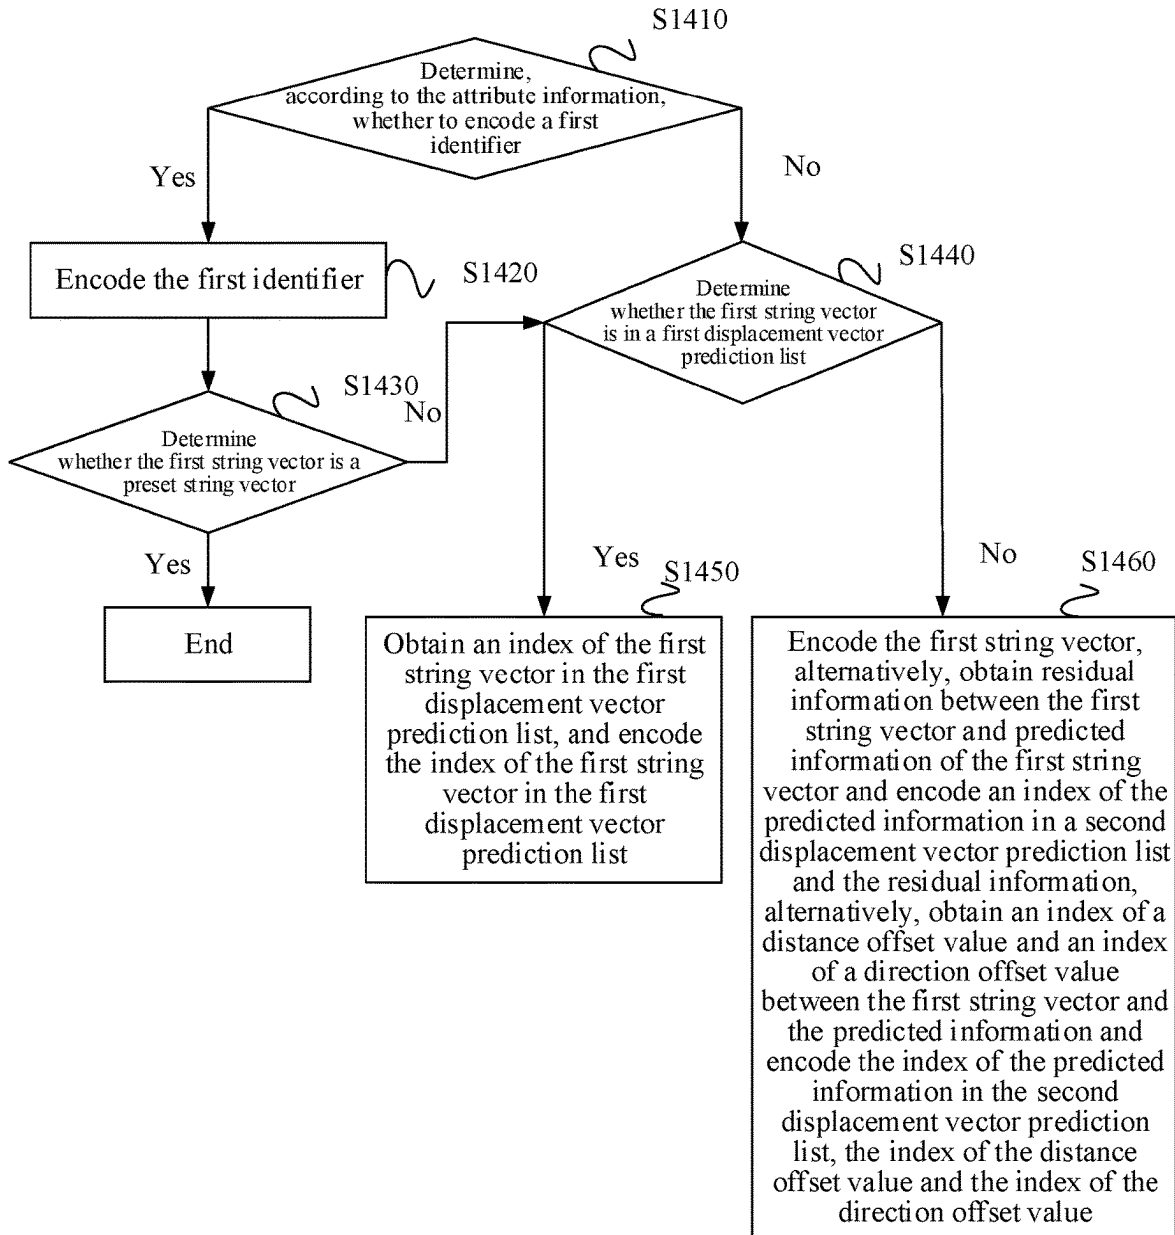 S1410
Determine,
according to the attribute information,
whether to encode a first
identifier
Yes
No
Encode the first identifier
S1420
S1440
Determine
whether the first string vector
is in a first displacement vector
prediction list
S1430
No
Determine
whether the first string vector is a
preset string vector
Yes
End
Yes
S1450
No
S1460
Obtain an index of the first
string vector in the first
displacement vector
prediction list, and encode
the index of the first string
vector in the first
displacement vector
prediction list
Encode the first string vector,
alternatively, obtain residual
information between the first
string vector and predicted
information of the first string
vector and encode an index of the
predicted information in a second
displacement vector prediction list
and the residual information,
alternatively, obtain an index of a
distance offset value and an index
of a direction offset value
between the first string vector and
the predicted information and
encode the index of the predicted
information in the second
displacement vector prediction
list, the index of the distance
offset value and the index of the
direction offset value